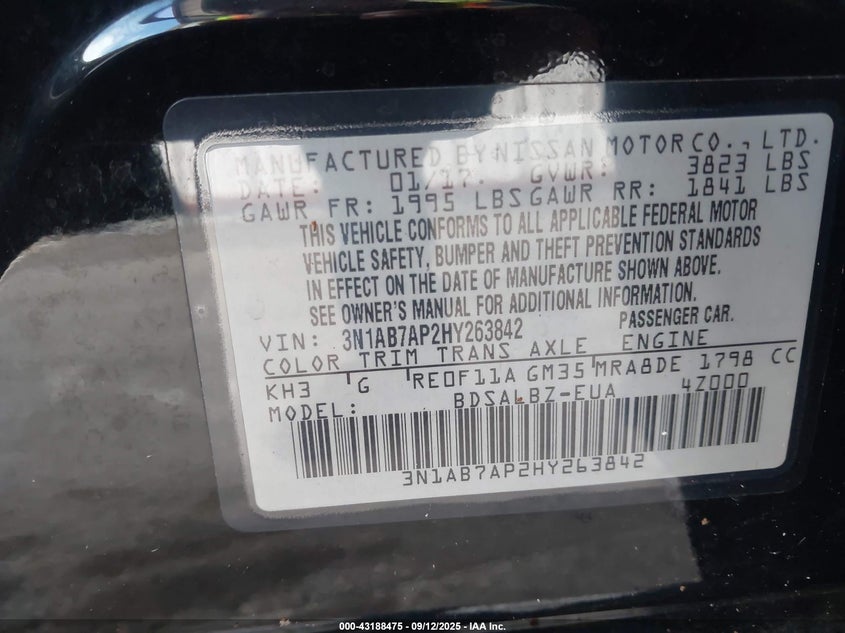 MANUFACTURED BY NISSAN MOTOR CO., LTD.
DATE: 01/17. GVWR: 3823 LBS
GAWR FR: 1995 LBS GAWR RR: 1841 LBS
THIS VEHICLE CONFORMS TO ALL APPLICABLE FEDERAL MOTOR
VEHICLE SAFETY, BUMPER AND THEFT PREVENTION STANDARDS
IN EFFECT ON THE DATE OF MANUFACTURE SHOWN ABOVE.
SEE OWNER'S MANUAL FOR ADDITIONAL INFORMATION.
VIN: 3N1AB7AP2HY263842 PASSENGER CAR.
COLOR TRIM TRANS AXLE ENGINE
KH3 G RE0F11A GM35 MRA8DE 1798 CC
MODEL: BDSALBZ-EUA 4Z000
3N1AB7AP2HY263842
000-43188475 - 09/12/2025 - IAA Inc.